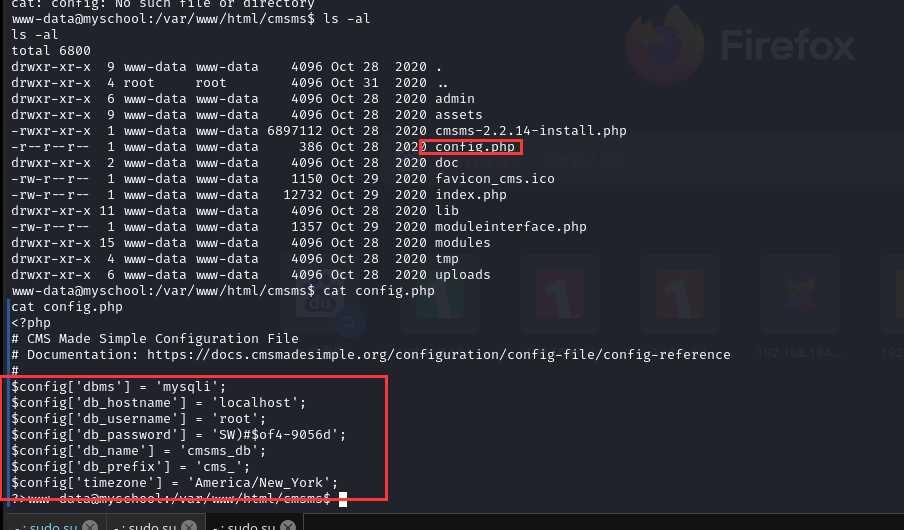 cat: config: No such file or directory
www-data@myschool:/var/www/html/cmsms$ ls -al
ls -al
total 6800
drwxr-xr-x  9 www-data www-data    4096 Oct 28  2020 .
drwxr-xr-x  4 root     root        4096 Oct 31  2020 ..
drwxr-xr-x  6 www-data www-data    4096 Oct 28  2020 admin
drwxr-xr-x  9 www-data www-data    4096 Oct 28  2020 assets
-rwxr-xr-x  1 www-data www-data 6897112 Oct 28  2020 cmsms-2.2.14-install.php
-r--r--r--  1 www-data www-data     386 Oct 28  2020 config.php
drwxr-xr-x  2 www-data www-data    4096 Oct 28  2020 doc
-rw-r--r--  1 www-data www-data    1150 Oct 29  2020 favicon_cms.ico
-rw-r--r--  1 www-data www-data   12732 Oct 29  2020 index.php
drwxr-xr-x 11 www-data www-data    4096 Oct 28  2020 lib
-rw-r--r--  1 www-data www-data    1357 Oct 29  2020 moduleinterface.php
drwxr-xr-x 15 www-data www-data    4096 Oct 28  2020 modules
drwxr-xr-x  4 www-data www-data    4096 Oct 28  2020 tmp
drwxr-xr-x  6 www-data www-data    4096 Oct 28  2020 uploads
www-data@myschool:/var/www/html/cmsms$ cat config.php
cat config.php
<?php
# CMS Made Simple Configuration File
# Documentation: https://docs.cmsmadesimple.org/configuration/config-file/config-reference
#
$config['dbms'] = 'mysqli';
$config['db_hostname'] = 'localhost';
$config['db_username'] = 'root';
$config['db_password'] = 'SW)#$of4-9056d';
$config['db_name'] = 'cmsms_db';
$config['db_prefix'] = 'cms_';
$config['timezone'] = 'America/New_York';
?>www-data@myschool:/var/www/html/cmsms$
Firefox
192.168.184...
~: sudo su
~: sudo su
~: sudo su